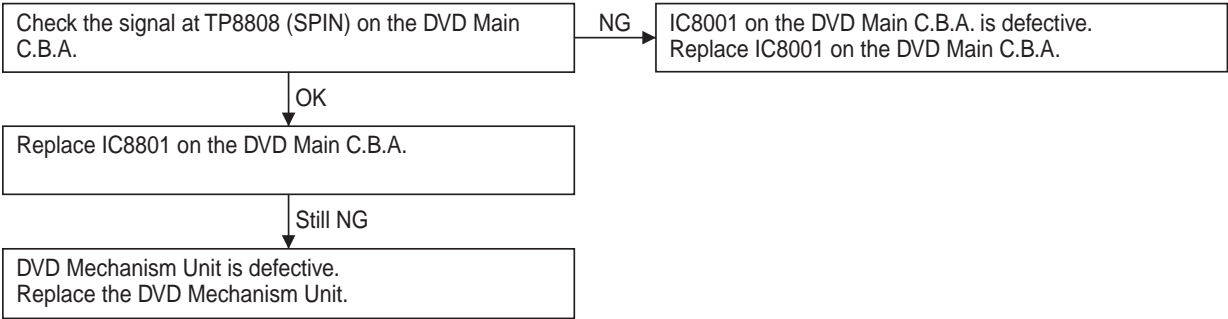 Check the signal at TP8808 (SPIN) on the DVD Main
C.B.A.
NG
IC8001 on the DVD Main C.B.A. is defective.
Replace IC8001 on the DVD Main C.B.A.
OK
Replace IC8801 on the DVD Main C.B.A.
Still NG
DVD Mechanism Unit is defective.
Replace the DVD Mechanism Unit.